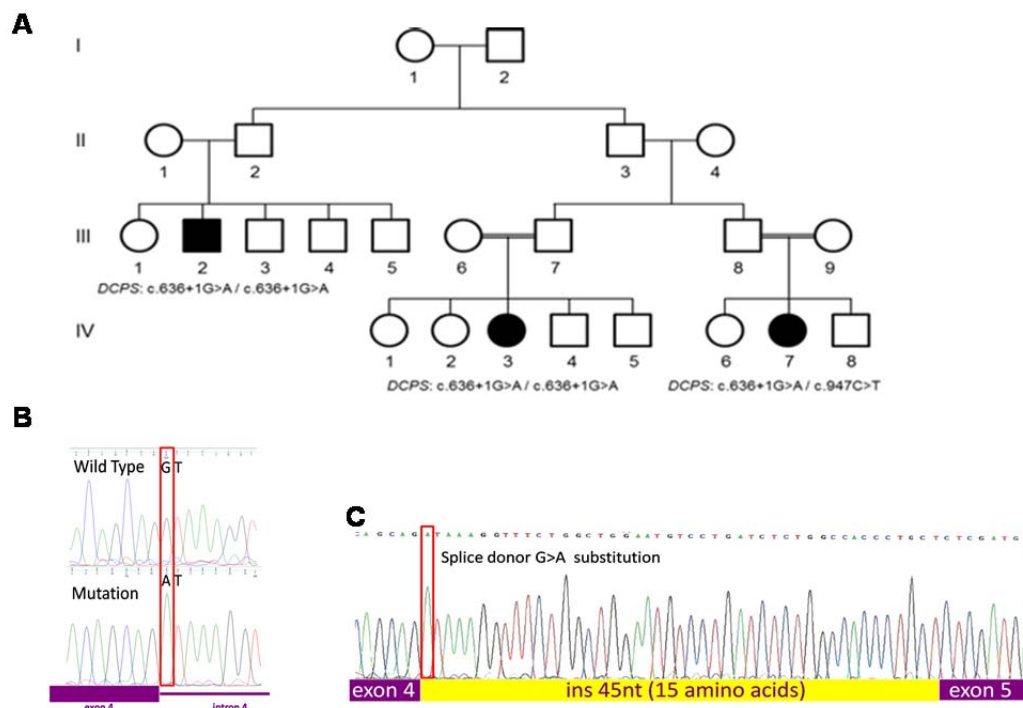 A
I
1 2
II
1 2 3 4
III
1 2 3 4 5 6 7 8 9
DCPS: c.636+1G>A / c.636+1G>A
IV
1 2 3 4 5 6 7 8
DCPS: c.636+1G>A / c.636+1G>A DCPS: c.636+1G>A / c.947C>T
B
Wild Type GT
Mutation AT
exon 4 intron 4
C
A G C A G A T A A A G G T T T C T G G C T G G A A T G T C C T G A T C T C T G G C C A C C C T G C T C T C G A T G
Splice donor G>A substitution
exon 4 ins 45nt (15 amino acids) exon 5